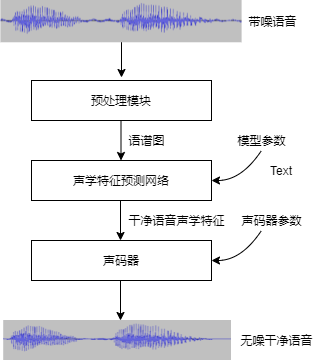 带噪语音
预处理模块
语谱图
模型参数
声学特征预测网络
Text
干净语音声学特征
声码器参数
声码器
无噪干净语音